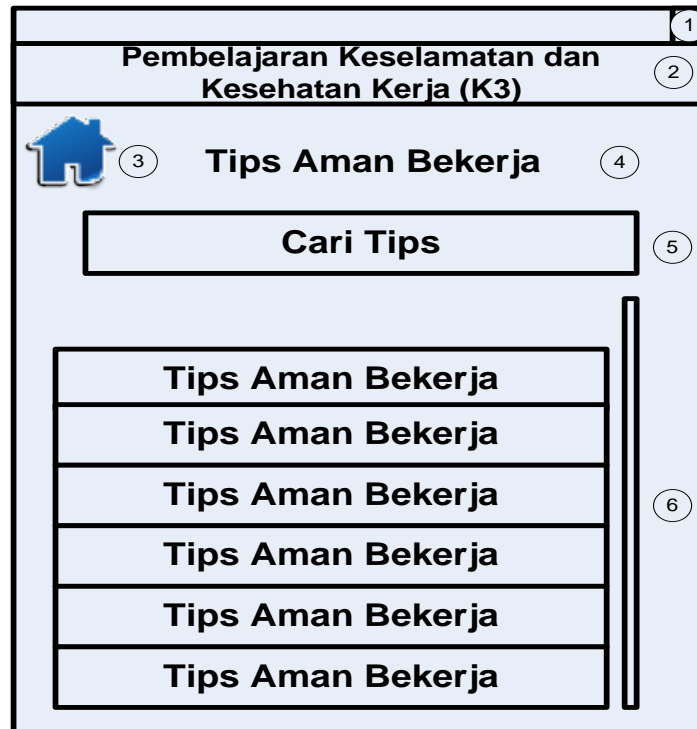 1
Pembelajaran Keselamatan dan
Kesehatan Kerja (K3)
2
3
Tips Aman Bekerja
4
Cari Tips
5
Tips Aman Bekerja
Tips Aman Bekerja
Tips Aman Bekerja
6
Tips Aman Bekerja
Tips Aman Bekerja
Tips Aman Bekerja